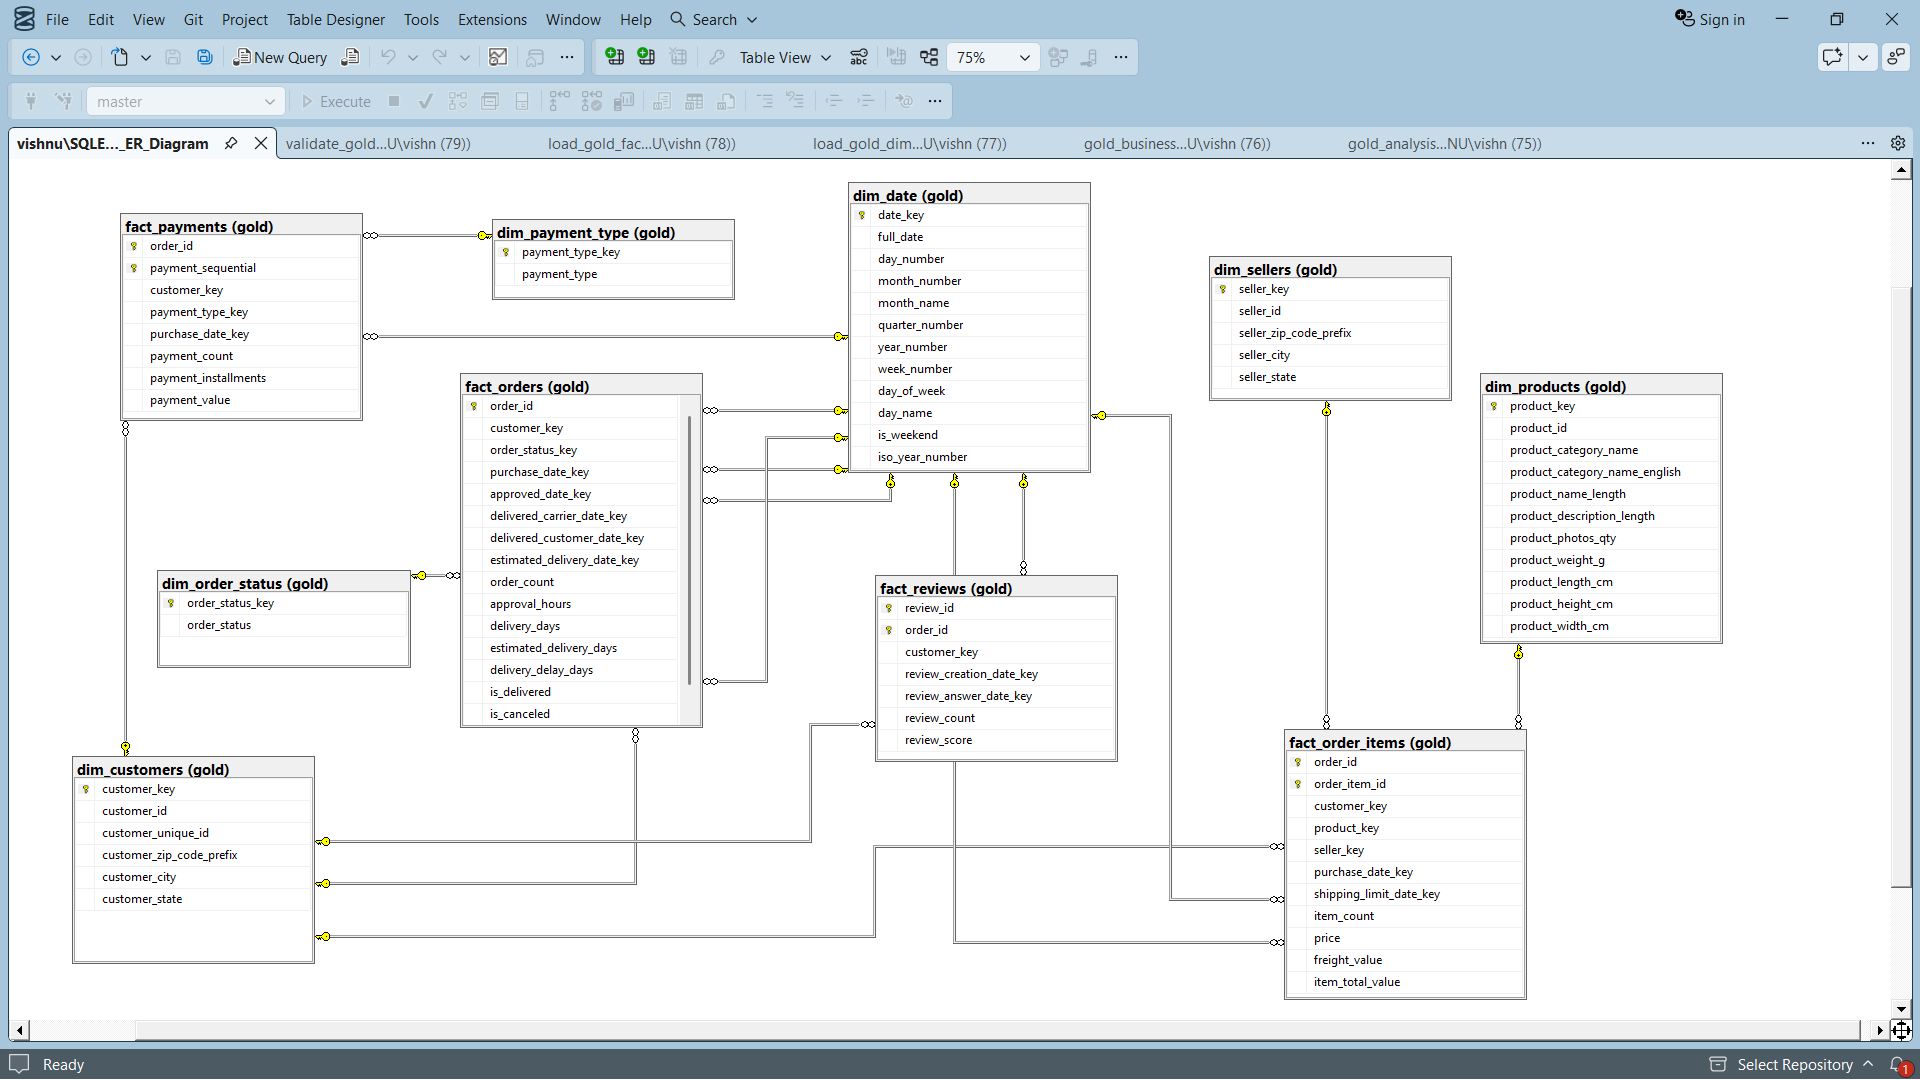 File Edit View Git Project Table Designer Tools Extensions Window Help Search Sign in
New Query Table View abc 75%
master Execute
vishnu\SQLE..._ER_Diagram validate_gold...U\vishn (79)) load_gold_fac...U\vishn (78)) load_gold_dim...U\vishn (77)) gold_business...U\vishn (76)) gold_analysis...NU\vishn (75))
fact_payments (gold)
order_id
payment_sequential
customer_key
payment_type_key
purchase_date_key
payment_count
payment_installments
payment_value
dim_payment_type (gold)
payment_type_key
payment_type
dim_date (gold)
date_key
full_date
day_number
month_number
month_name
quarter_number
year_number
week_number
day_of_week
day_name
is_weekend
iso_year_number
dim_sellers (gold)
seller_key
seller_id
seller_zip_code_prefix
seller_city
seller_state
dim_products (gold)
product_key
product_id
product_category_name
product_category_name_english
product_name_length
product_description_length
product_photos_qty
product_weight_g
product_length_cm
product_height_cm
product_width_cm
fact_orders (gold)
order_id
customer_key
order_status_key
purchase_date_key
approved_date_key
delivered_carrier_date_key
delivered_customer_date_key
estimated_delivery_date_key
order_count
approval_hours
delivery_days
estimated_delivery_days
delivery_delay_days
is_delivered
is_canceled
dim_order_status (gold)
order_status_key
order_status
fact_reviews (gold)
review_id
order_id
customer_key
review_creation_date_key
review_answer_date_key
review_count
review_score
dim_customers (gold)
customer_key
customer_id
customer_unique_id
customer_zip_code_prefix
customer_city
customer_state
fact_order_items (gold)
order_id
order_item_id
customer_key
product_key
seller_key
purchase_date_key
shipping_limit_date_key
item_count
price
freight_value
item_total_value
Ready Select Repository 1